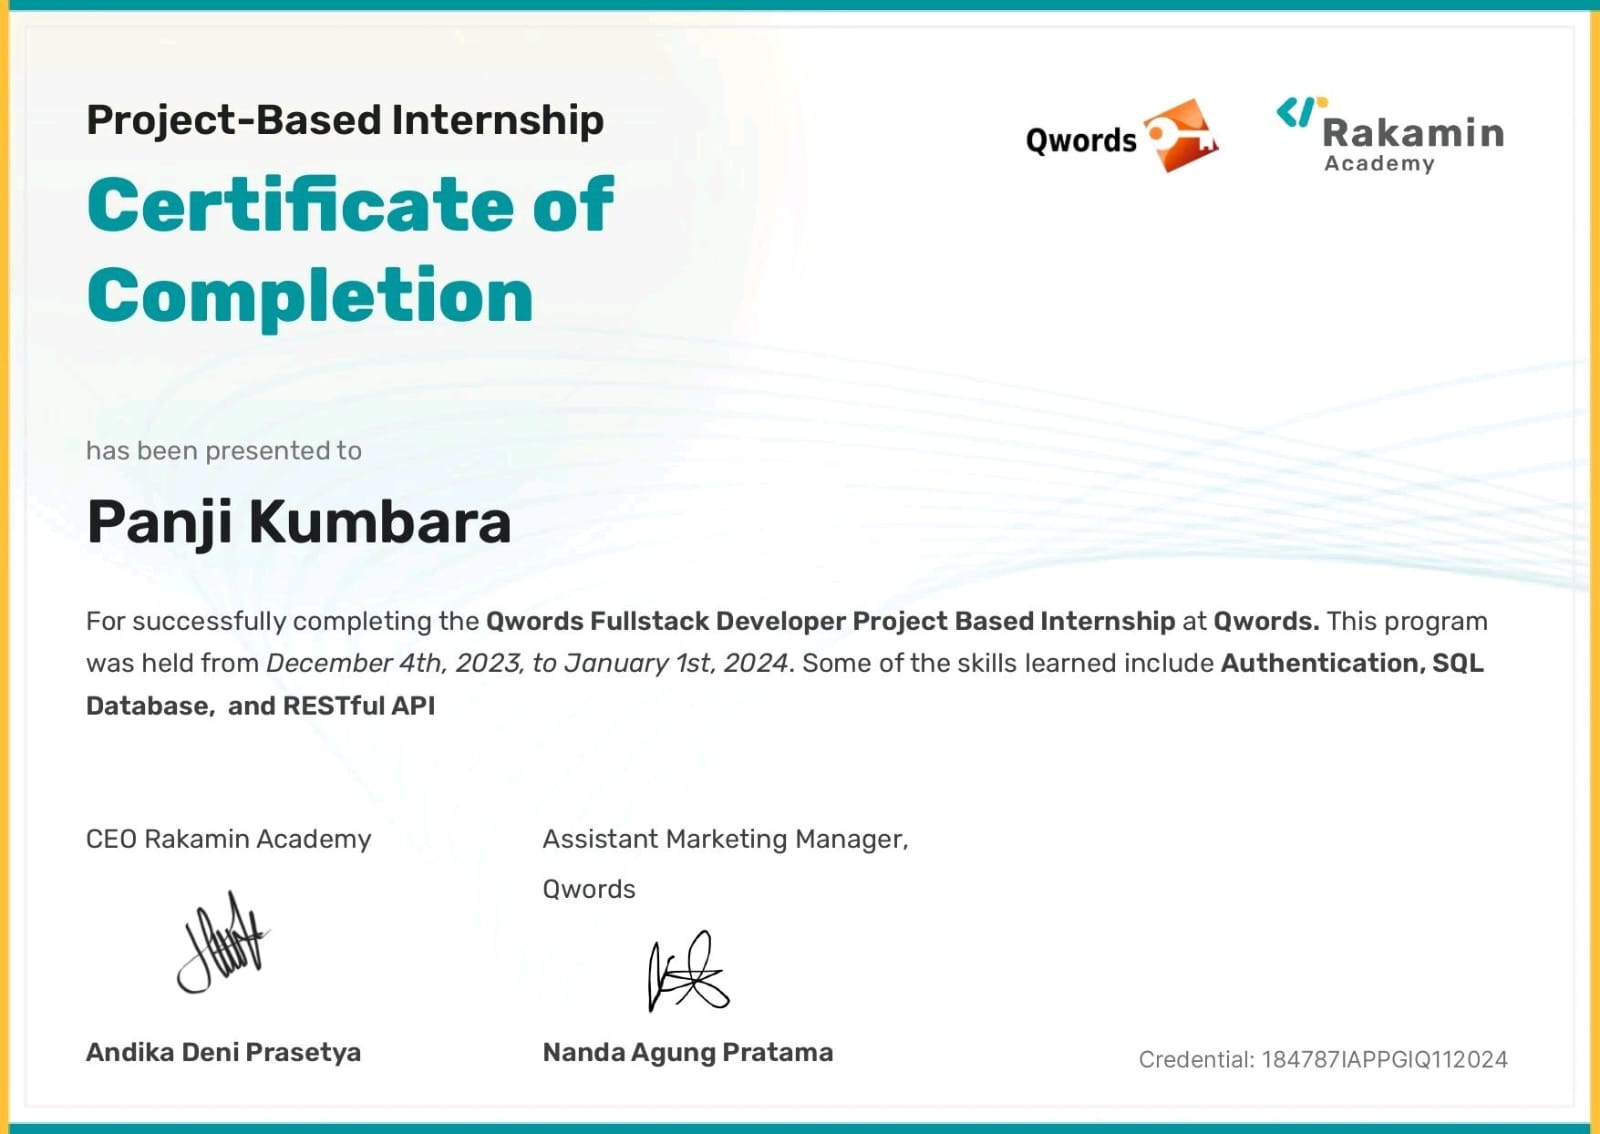 Project-Based Internship
Certificate of
Completion
Qwords
Rakamin
Academy
has been presented to
Panji Kumbara
For successfully completing the Qwords Fullstack Developer Project Based Internship at Qwords. This program
was held from December 4th, 2023, to January 1st, 2024. Some of the skills learned include Authentication, SQL
Database, and RESTful API
CEO Rakamin Academy
Andika Deni Prasetya
Assistant Marketing Manager,
Qwords
Nanda Agung Pratama
Credential: 184787IAPPGIQ112024